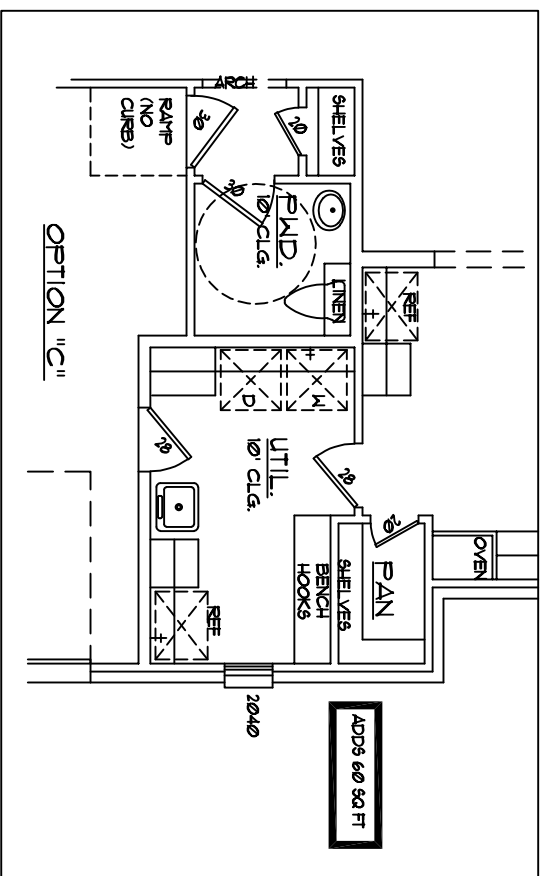 ARCH
SHELVES
20
30
RAMP
(NO
CURB)
30
PWD.
10' CLG.
LINEN
REF
OPTION "C"
D
W
UTIL.
10' CLG.
28
28
20
PAN
OVEN
SHELVES
BENCH
HOOKS
REF
2040
ADDS 60 SQ FT